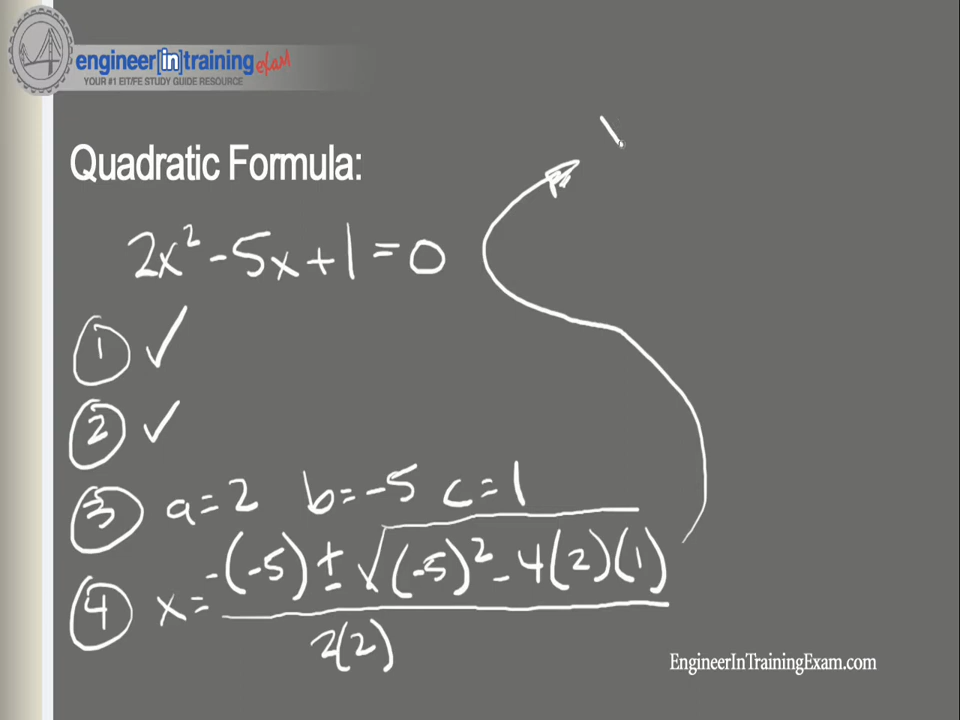 engineer[in]training exam
YOUR #1 EIT/FE STUDY GUIDE RESOURCE
Quadratic Formula:
2x² - 5x + 1 = 0
① ✓
② ✓
③ a = 2 b = -5 c = 1
④ x = -(-5) ± √(-5)² - 4(2)(1)
2(2)
EngineerInTrainingExam.com